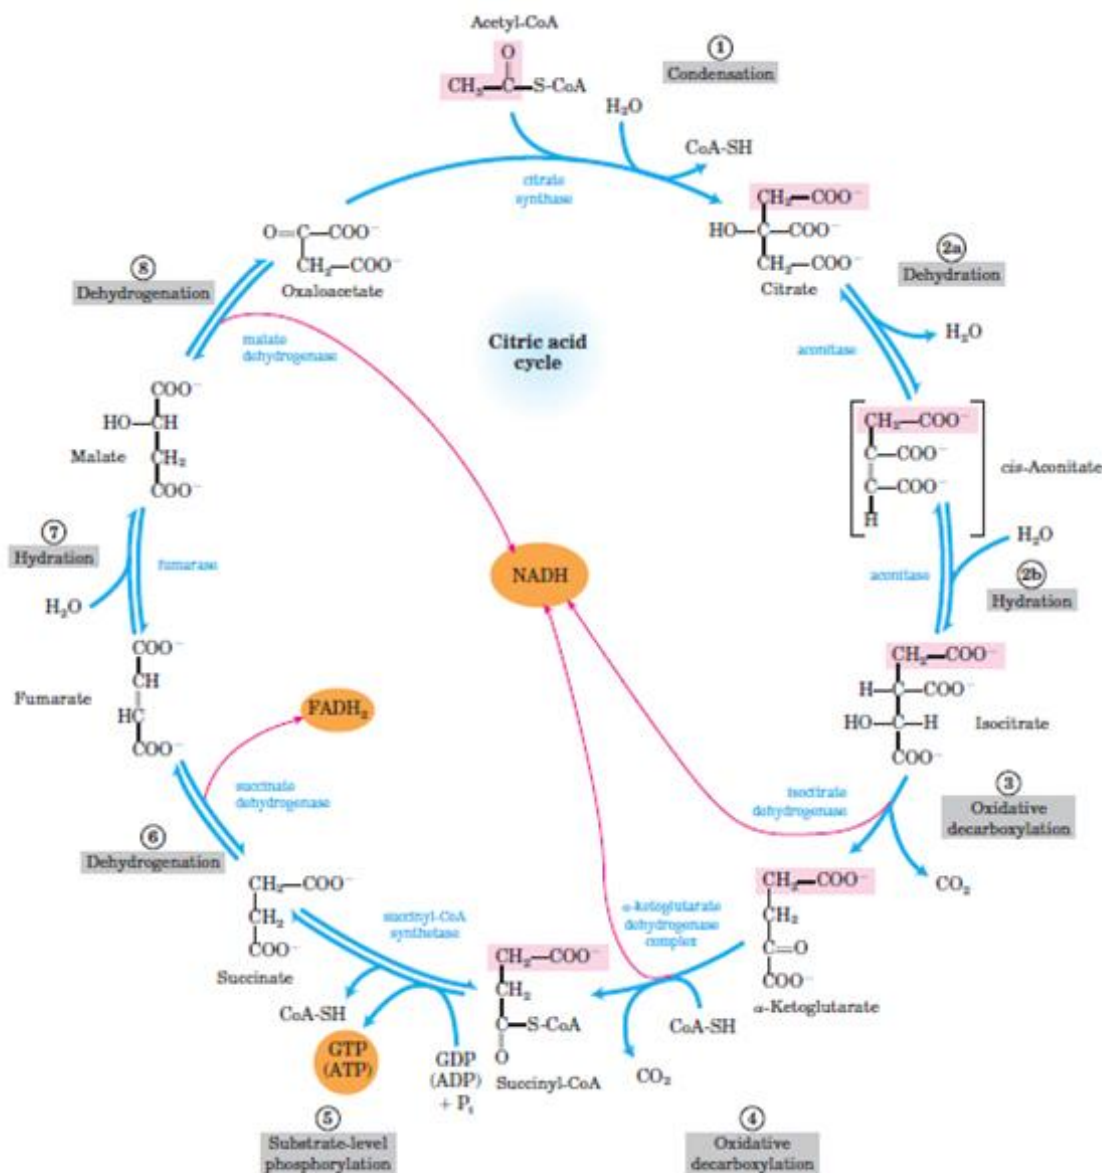 Acetyl-CoA
O
CH₃—C—S-CoA
①
Condensation
H₂O
CoA-SH
citrate
synthase
CH₂—COO⁻
HO—C—COO⁻
CH₂—COO⁻
Citrate
2a
Dehydration
H₂O
aconitase
O=C—COO⁻
CH₂—COO⁻
Oxaloacetate
⑧
Dehydrogenation
malate
dehydrogenase
Citric acid
cycle
CH₂—COO⁻
C—COO⁻
C—COO⁻
H
cis-Aconitate
COO⁻
HO—CH
CH₂
COO⁻
Malate
⑦
Hydration
fumarase
H₂O
NADH
aconitase
H₂O
2b
Hydration
CH₂—COO⁻
H—C—COO⁻
HO—C—H
COO⁻
Isocitrate
COO⁻
CH
HC
COO⁻
Fumarate
FADH₂
succinate
dehydrogenase
⑥
Dehydrogenation
isocitrate
dehydrogenase
③
Oxidative
decarboxylation
CO₂
CH₂—COO⁻
CH₂
C=O
COO⁻
α-Ketoglutarate
α-ketoglutarate
dehydrogenase
complex
CoA-SH
CO₂
④
Oxidative
decarboxylation
CH₂—COO⁻
CH₂
C—S-CoA
O
Succinyl-CoA
succinyl-CoA
synthetase
CH₂—COO⁻
CH₂
COO⁻
Succinate
CoA-SH
GTP
(ATP)
GDP
(ADP)
+ Pᵢ
⑤
Substrate-level
phosphorylation